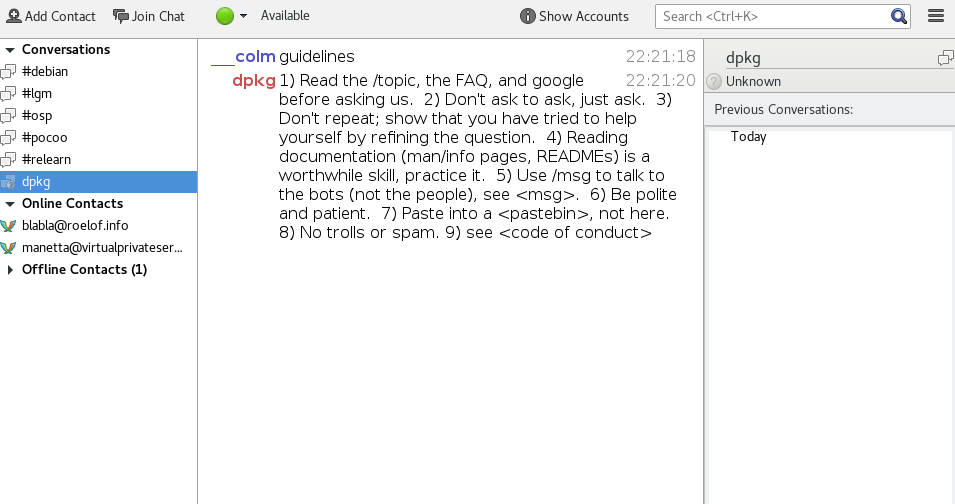 Add Contact Join Chat Available Show Accounts Search <Ctrl+K>
Conversations
#debian
#lgm
#osp
#pocoo
#relearn
dpkg
Online Contacts
blabla@roelof.info
manetta@virtualprivateser...
Offline Contacts (1)
___colm guidelines 22:21:18
dpkg 1) Read the /topic, the FAQ, and google 22:21:20
before asking us.  2) Don't ask to ask, just ask.  3)
Don't repeat; show that you have tried to help
yourself by refining the question.  4) Reading
documentation (man/info pages, READMEs) is a
worthwhile skill, practice it.  5) Use /msg to talk to
the bots (not the people), see <msg>.  6) Be polite
and patient.  7) Paste into a <pastebin>, not here.
8) No trolls or spam. 9) see <code of conduct>
dpkg
Unknown
Previous Conversations:
Today